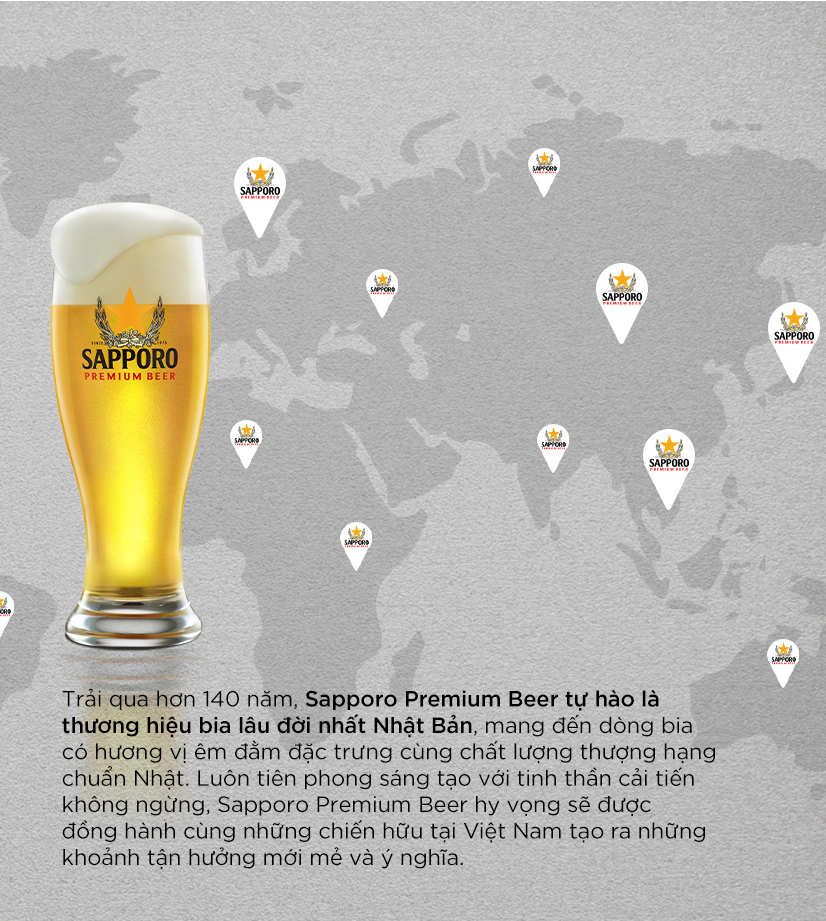 SAPPORO
PREMIUM BEER
SAPPORO
SAPPORO
PREMIUM BEER
SAPPORO
SAPPORO
PREMIUM BEER
SINCE 1876
SAPPORO
PREMIUM BEER
SAPPORO
SAPPORO
SAPPORO
PREMIUM BEER
SAPPORO
SAPPORO
Trải qua hơn 140 năm, Sapporo Premium Beer tự hào là
thương hiệu bia lâu đời nhất Nhật Bản, mang đến dòng bia
có hương vị êm đằm đặc trưng cùng chất lượng thượng hạng
chuẩn Nhật. Luôn tiên phong sáng tạo với tinh thần cải tiến
không ngừng, Sapporo Premium Beer hy vọng sẽ được
đồng hành cùng những chiến hữu tại Việt Nam tạo ra những
khoảnh tận hưởng mới mẻ và ý nghĩa.